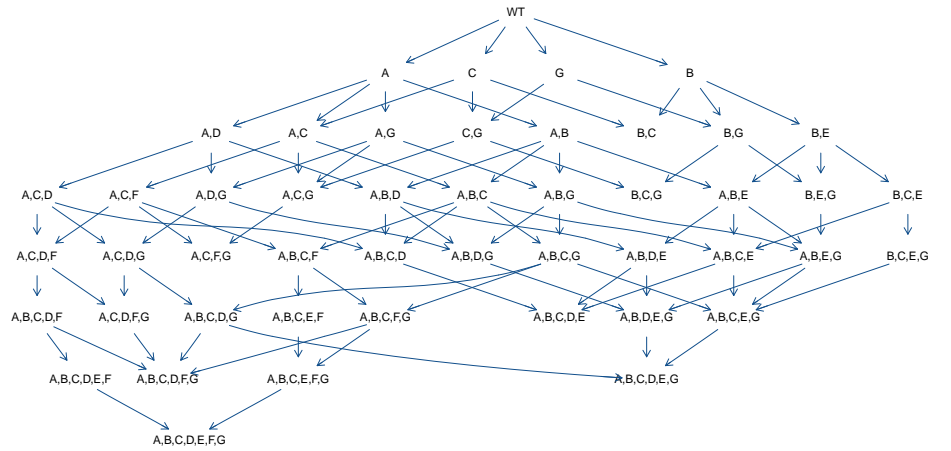 WT
A C G B
A,D A,C A,G C,G A,B B,C B,G B,E
A,C,D A,C,F A,D,G A,C,G A,B,D A,B,C A,B,G B,C,G A,B,E B,E,G B,C,E
A,C,D,F A,C,D,G A,C,F,G A,B,C,F A,B,C,D A,B,D,G A,B,C,G A,B,D,E A,B,C,E A,B,E,G B,C,E,G
A,B,C,D,F A,C,D,F,G A,B,C,D,G A,B,C,E,F A,B,C,F,G A,B,C,D,E A,B,D,E,G A,B,C,E,G
A,B,C,D,E,F A,B,C,D,F,G A,B,C,E,F,G A,B,C,D,E,G
A,B,C,D,E,F,G